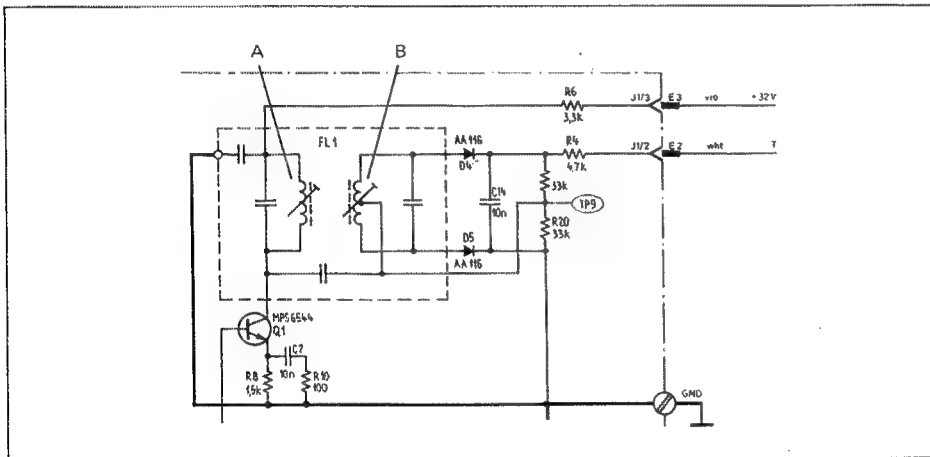 A B
R6 J1/3 E3 vio +32V
3,3k
FL1 AA116 R4 J1/2 E2 wht T
D4 4,7k
C14 33k
10n TP9
R20
33k
D5
AA116
MPS6544
Q1
C2
R8 10n R10
1,5k 100
GND